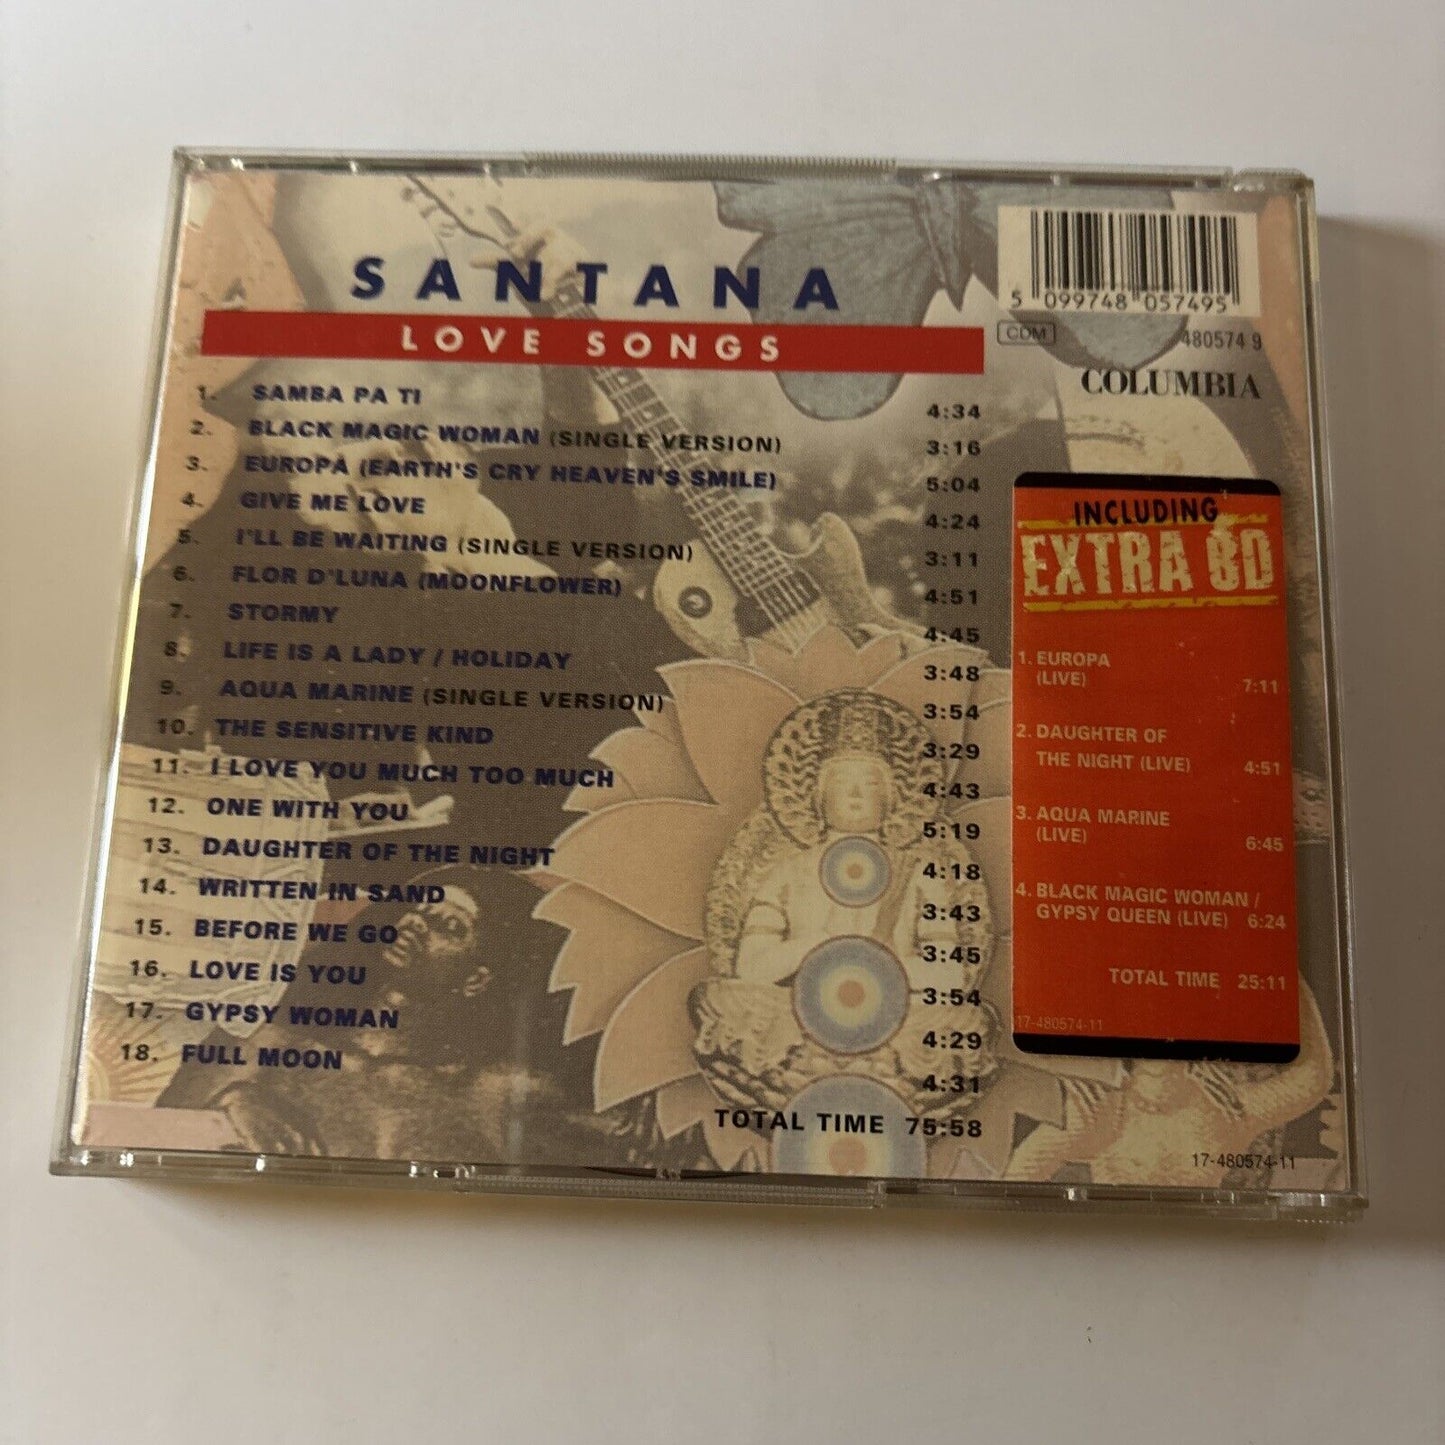 SANTANA
LOVE SONGS
1. SAMBA PA TI 4:34
2. BLACK MAGIC WOMAN (SINGLE VERSION) 3:16
3. EUROPA (EARTH'S CRY HEAVEN'S SMILE) 5:04
4. GIVE ME LOVE 4:24
5. I'LL BE WAITING (SINGLE VERSION) 3:11
6. FLOR D'LUNA (MOONFLOWER) 4:51
7. STORMY 4:45
8. LIFE IS A LADY / HOLIDAY 3:48
9. AQUA MARINE (SINGLE VERSION) 3:54
10. THE SENSITIVE KIND 3:29
11. I LOVE YOU MUCH TOO MUCH 4:43
12. ONE WITH YOU 5:19
13. DAUGHTER OF THE NIGHT 4:18
14. WRITTEN IN SAND 3:43
15. BEFORE WE GO 3:45
16. LOVE IS YOU 3:54
17. GYPSY WOMAN 4:29
18. FULL MOON 4:31
TOTAL TIME 75:58
5 099748 057495
CDM
480574 9
COLUMBIA
INCLUDING
EXTRA CD
1. EUROPA
(LIVE) 7:11
2. DAUGHTER OF
THE NIGHT (LIVE) 4:51
3. AQUA MARINE
(LIVE) 6:45
4. BLACK MAGIC WOMAN /
GYPSY QUEEN (LIVE) 6:24
TOTAL TIME 25:11
17-480574-11
17-480574-11